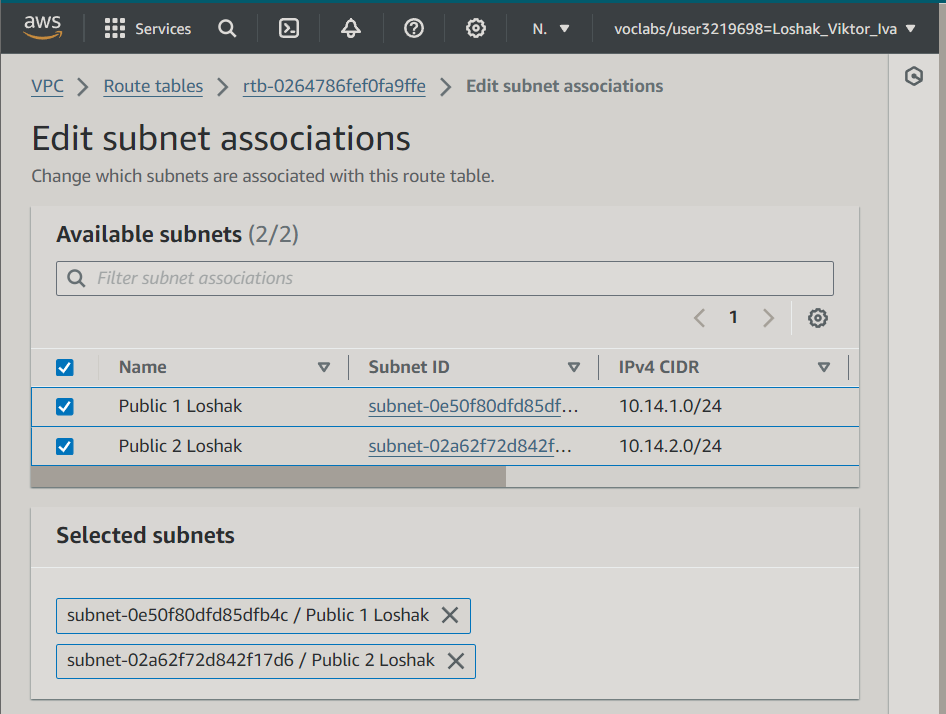 aws Services N. voclabs/user3219698=Loshak_Viktor_Iva
VPC Route tables rtb-0264786fef0fa9ffe Edit subnet associations
Edit subnet associations
Change which subnets are associated with this route table.
Available subnets (2/2)
Filter subnet associations
1
Name Subnet ID IPv4 CIDR
Public 1 Loshak subnet-0e50f80dfd85df... 10.14.1.0/24
Public 2 Loshak subnet-02a62f72d842f... 10.14.2.0/24
Selected subnets
subnet-0e50f80dfd85dfb4c / Public 1 Loshak
subnet-02a62f72d842f17d6 / Public 2 Loshak